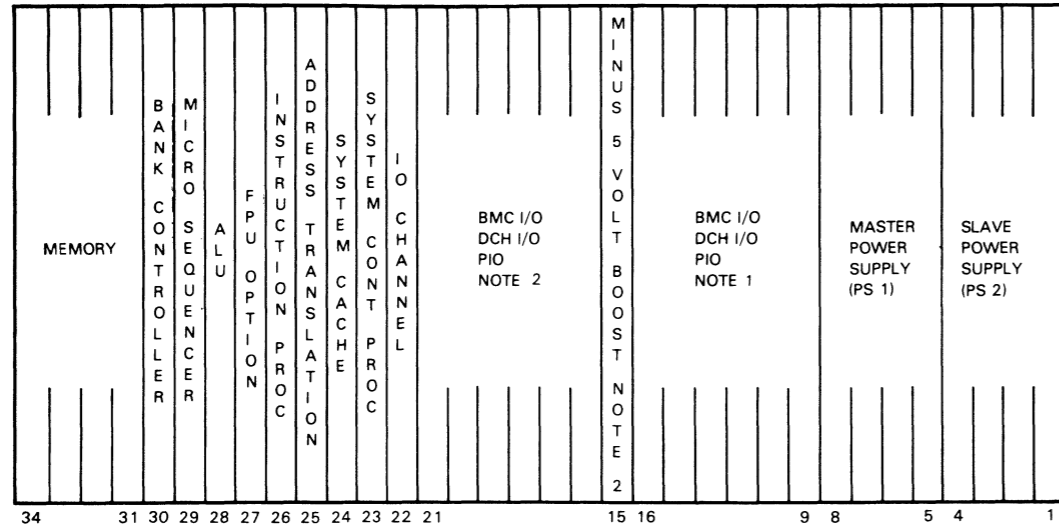 MEMORY
BANK CONTROLLER
MICRO SEQUENCER
ALU
FPU OPTION
INSTRUCTION PROC
ADDRESS TRANSLATION
SYSTEM CACHE
SYSTEM CONT PROC
IO CHANNEL
BMC I/O
DCH I/O
PIO
NOTE 2
MINUS 5 VOLT BOOST NOTE 2
BMC I/O
DCH I/O
PIO
NOTE 1
MASTER
POWER
SUPPLY
(PS 1)
SLAVE
POWER
SUPPLY
(PS 2)
34 31 30 29 28 27 26 25 24 23 22 21 15 16 9 8 5 4 1